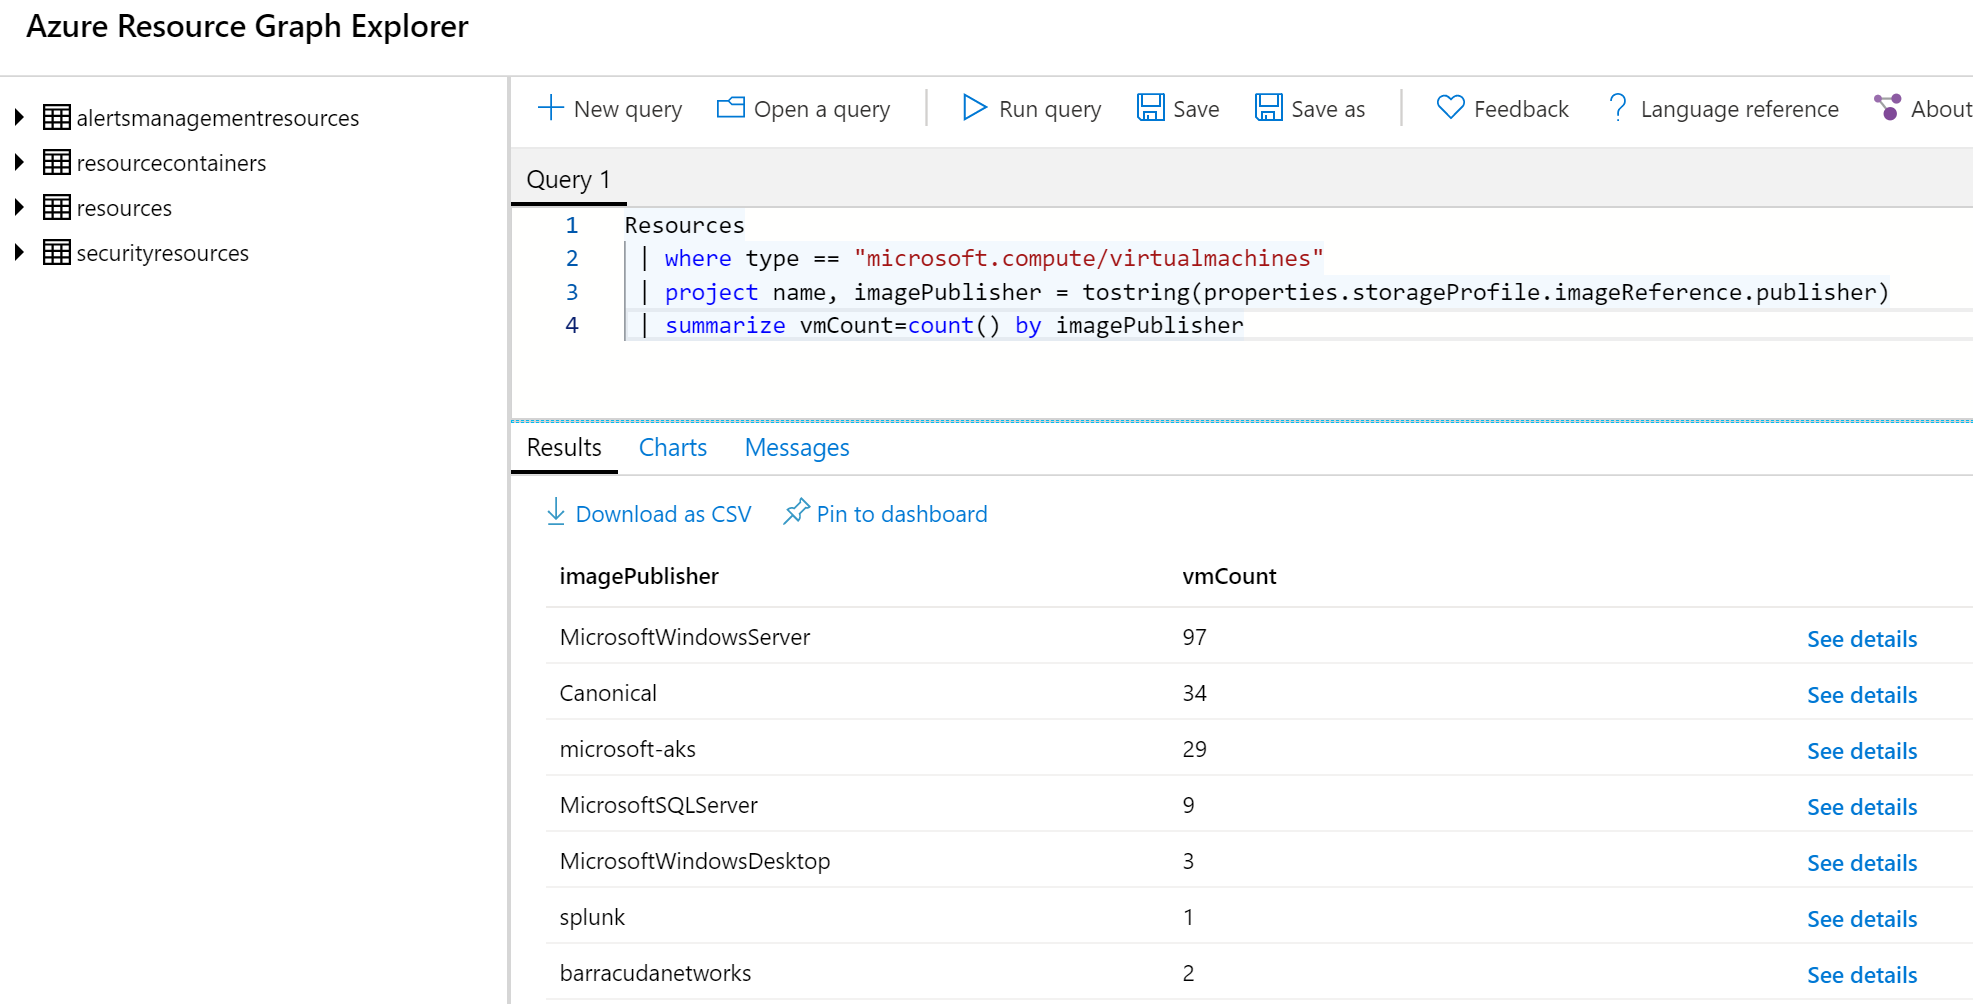 Azure Resource Graph Explorer
alertsmanagementresources
resourcecontainers
resources
securityresources
New query Open a query Run query Save Save as Feedback Language reference About
Query 1
1 Resources
2 | where type == "microsoft.compute/virtualmachines"
3 | project name, imagePublisher = tostring(properties.storageProfile.imageReference.publisher)
4 | summarize vmCount=count() by imagePublisher
Results Charts Messages
Download as CSV Pin to dashboard
imagePublisher vmCount
MicrosoftWindowsServer 97 See details
Canonical 34 See details
microsoft-aks 29 See details
MicrosoftSQLServer 9 See details
MicrosoftWindowsDesktop 3 See details
splunk 1 See details
barracudanetworks 2 See details